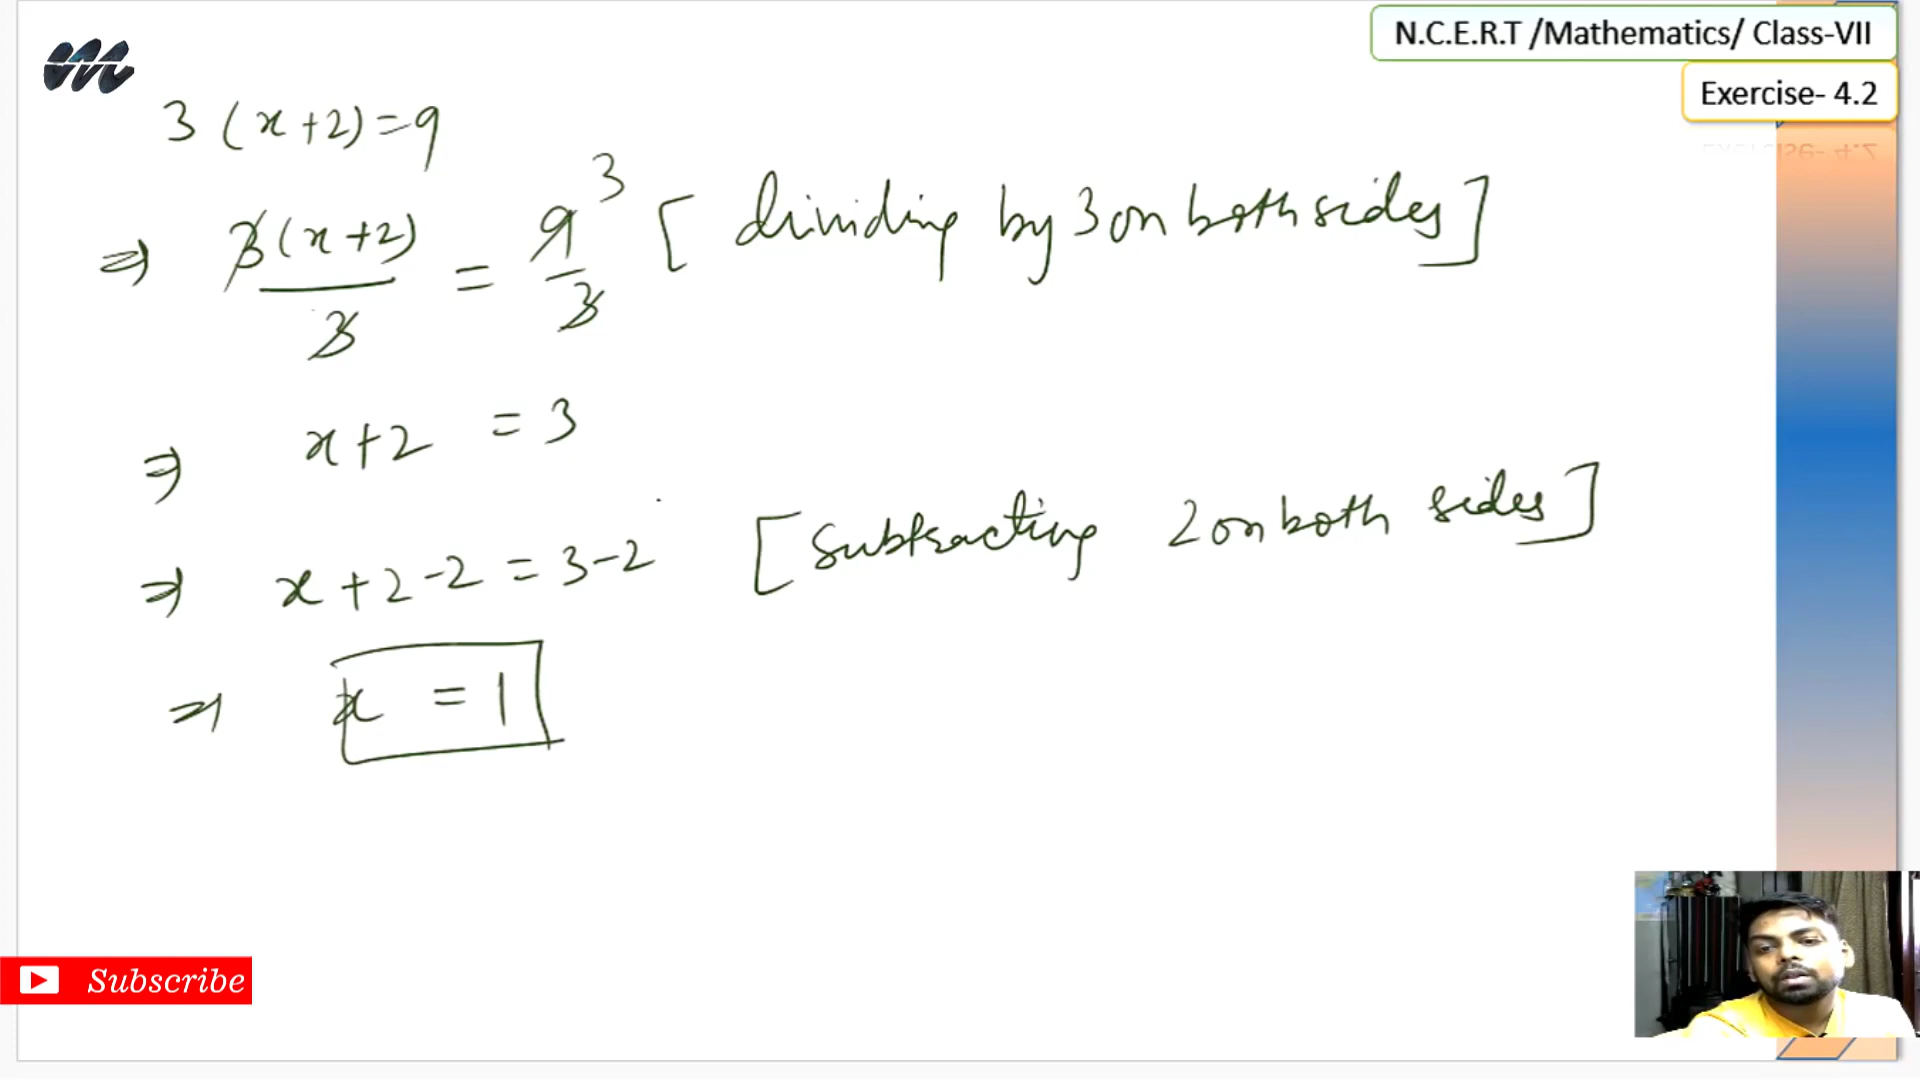 N.C.E.R.T /Mathematics/ Class-VII
Exercise- 4.2
3 (x+2)=9
⇒ 3(x+2)/3 = 9/3 3 [ dividing by 3 on both sides ]
⇒ x+2 = 3
⇒ x+2-2 = 3-2 [ Subtracting 2 on both sides ]
⇒ x = 1
Subscribe